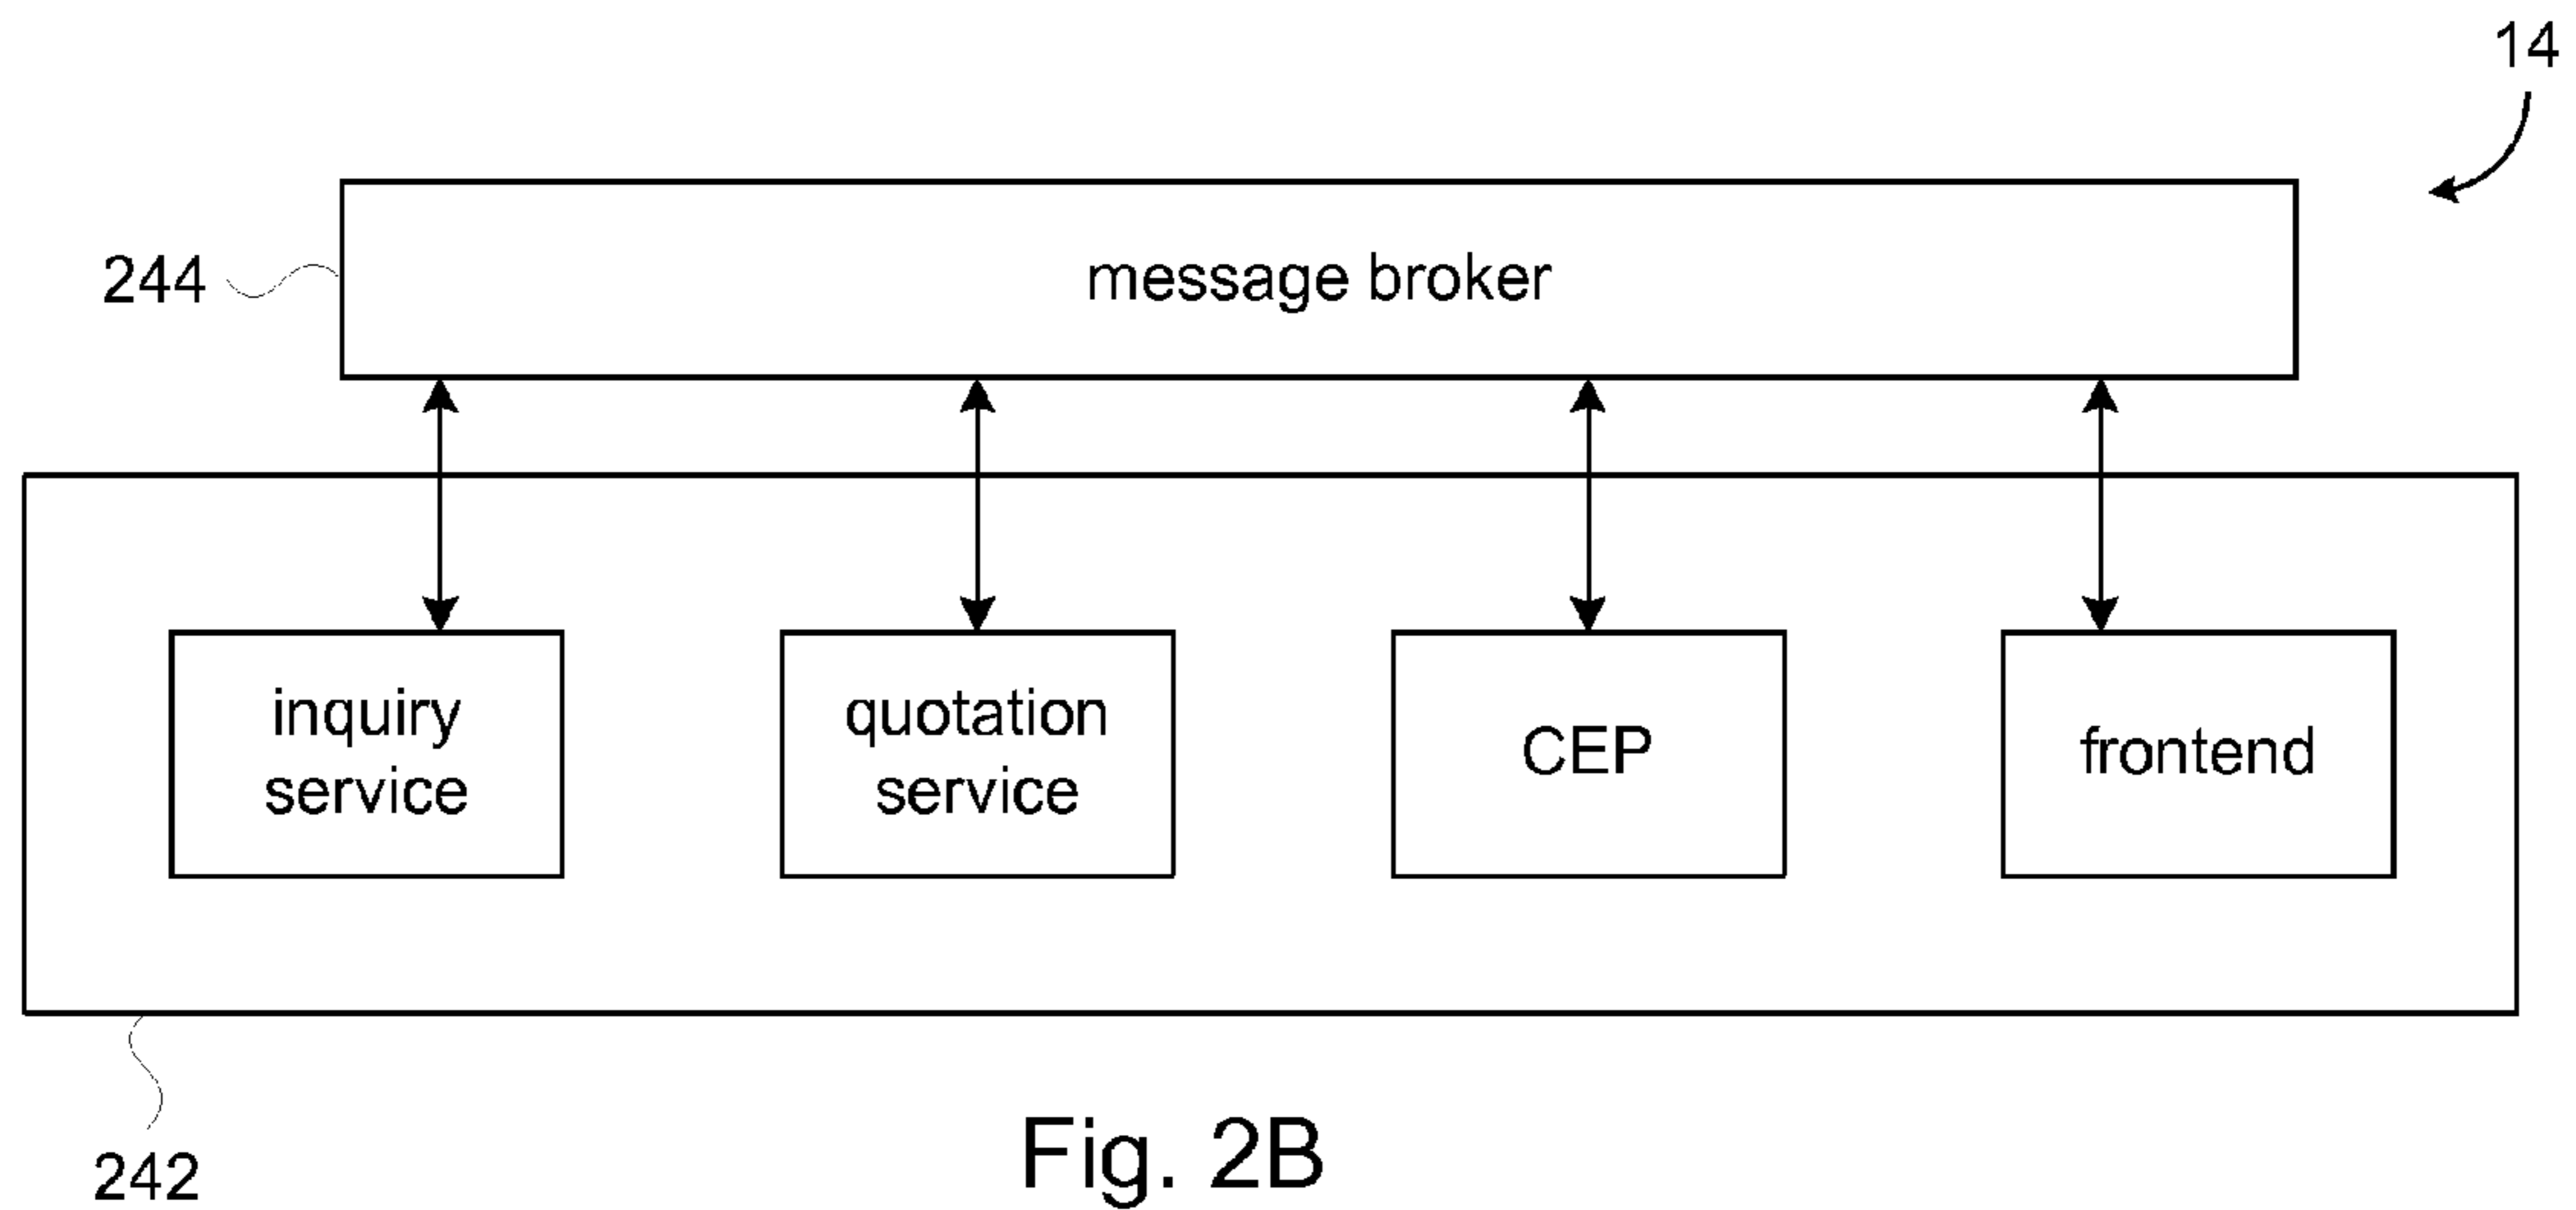 14
244
message broker
inquiry
service
quotation
service
CEP
frontend
242
Fig. 2B